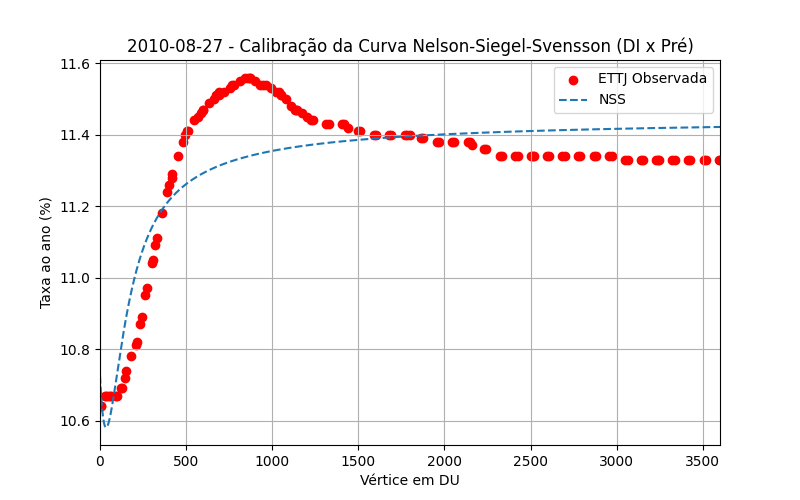 2010-08-27 - Calibração da Curva Nelson-Siegel-Svensson (DI x Pré)
11.6
ETTJ Observada
NSS
11.4
11.2
Taxa ao ano (%)
11.0
10.8
10.6
0 500 1000 1500 2000 2500 3000 3500
Vértice em DU